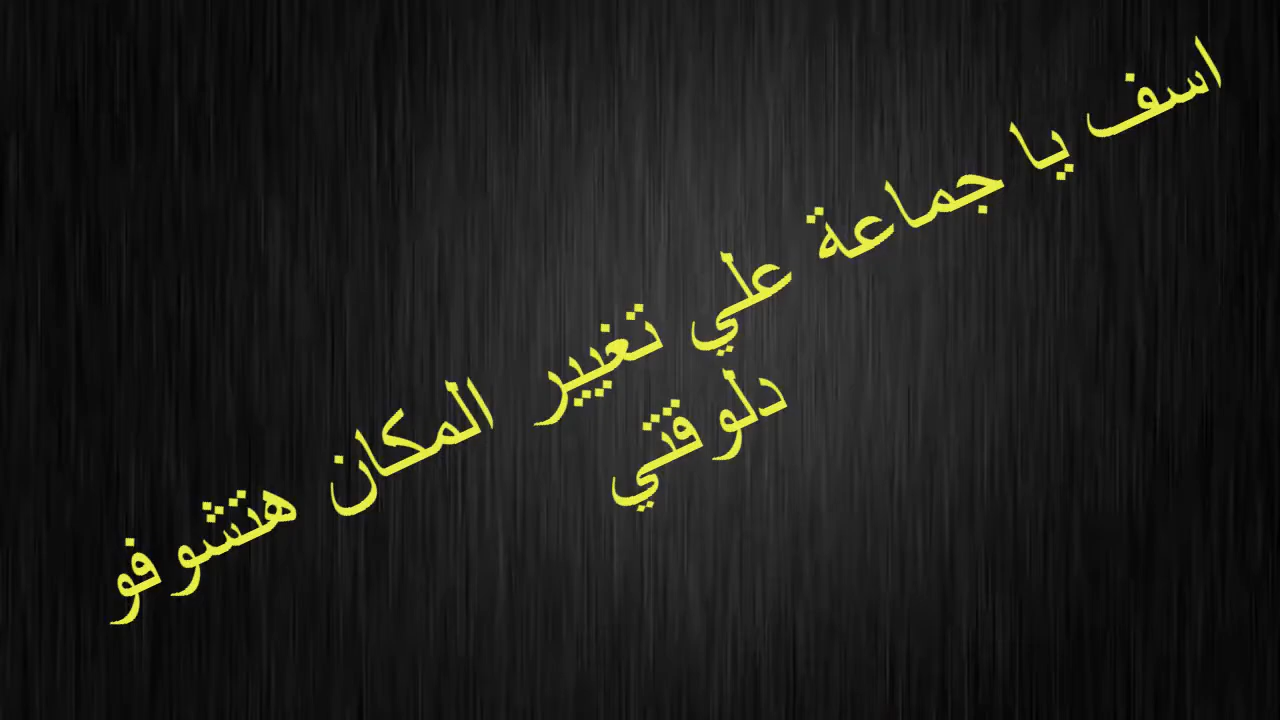 اسف يا جماعة علي تغيير المكان هتشوفو
دلوقتي